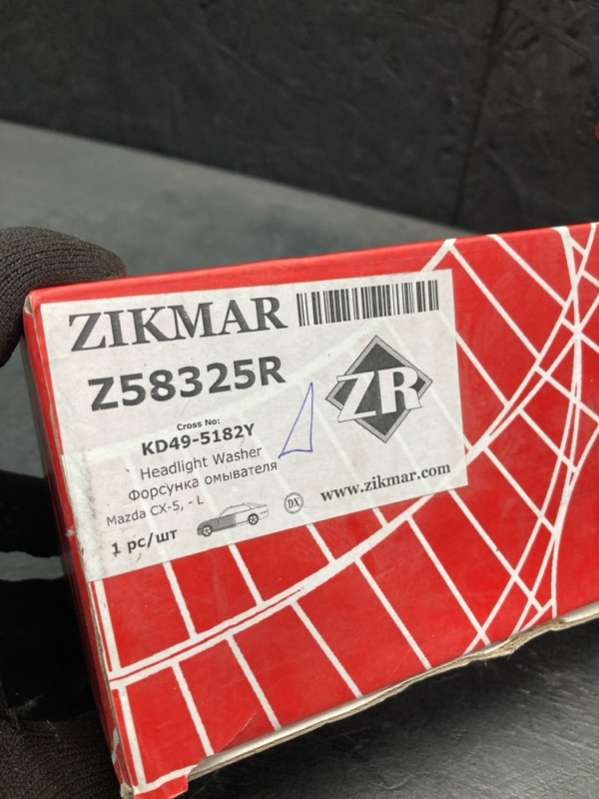 ZIKMAR
Z58325R
ZR
Cross No:
KD49-5182Y
Headlight Washer
Форсунка омывателя
Mazda CX-5, - L
1 pc/шт
DX
www.zikmar.com